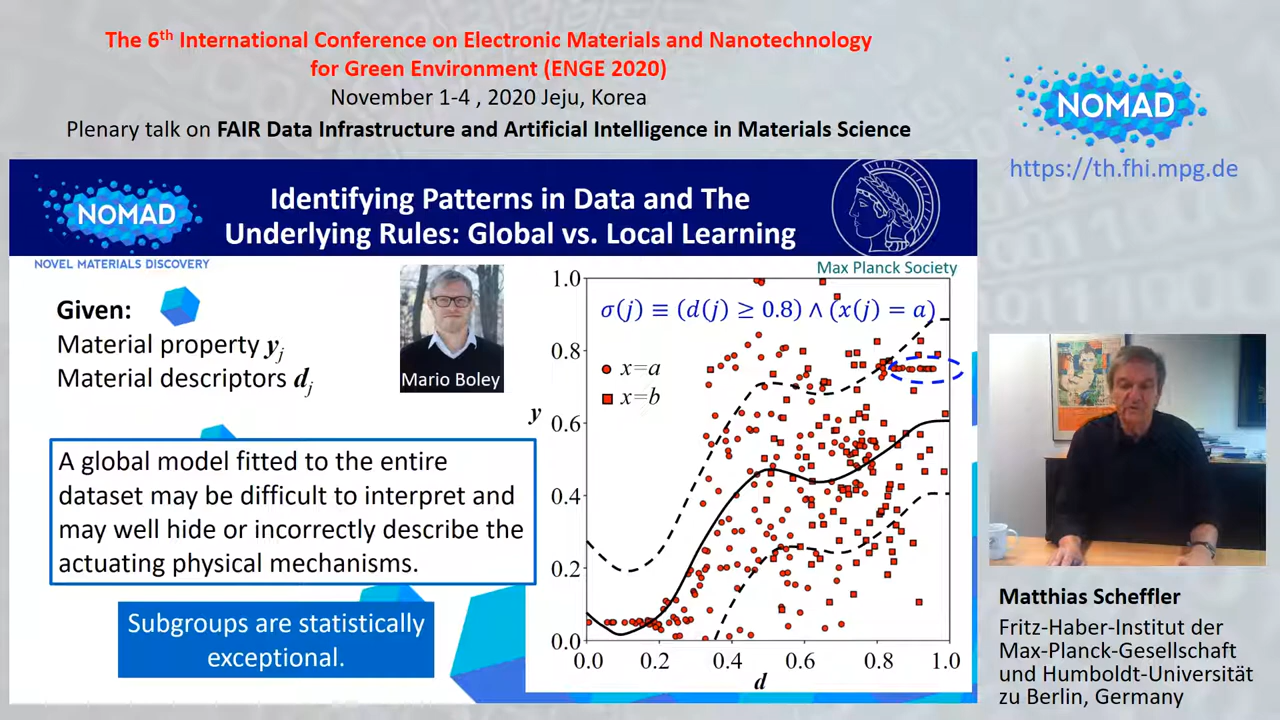 The 6th International Conference on Electronic Materials and Nanotechnology
for Green Environment (ENGE 2020)
November 1-4 , 2020 Jeju, Korea
Plenary talk on FAIR Data Infrastructure and Artificial Intelligence in Materials Science
NOMAD
https://th.fhi.mpg.de
NOMAD
NOVEL MATERIALS DISCOVERY
Identifying Patterns in Data and The
Underlying Rules: Global vs. Local Learning
Max Planck Society
Given:
Material property yⱼ
Material descriptors dⱼ
Mario Boley
A global model fitted to the entire
dataset may be difficult to interpret and
may well hide or incorrectly describe the
actuating physical mechanisms.
Subgroups are statistically
exceptional.
σ(j) ≡ (d(j) ≥ 0.8) ∧ (x(j) = a)
x=a
x=b
y
1.0
0.8
0.6
0.4
0.2
0.0
0.0 0.2 0.4 0.6 0.8 1.0
d
Matthias Scheffler
Fritz-Haber-Institut der
Max-Planck-Gesellschaft
und Humboldt-Universität
zu Berlin, Germany